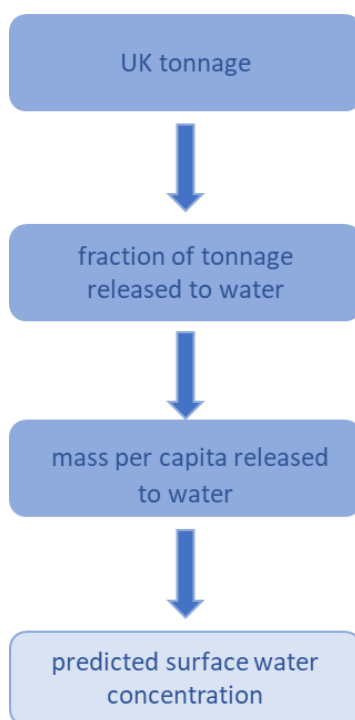 UK tonnage
fraction of tonnage
released to water
mass per capita released
to water
predicted surface water
concentration